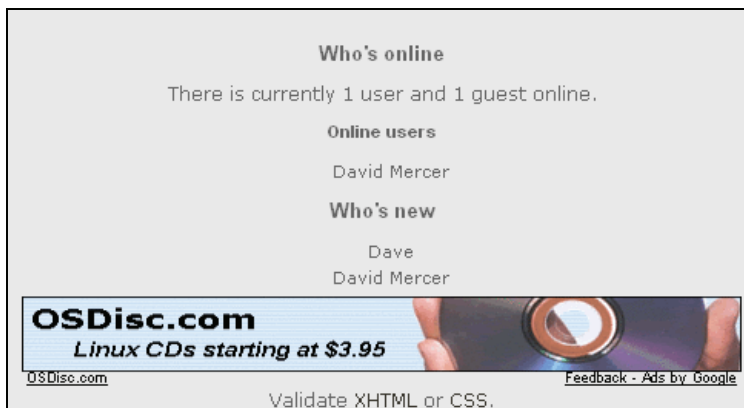 Who's online
There is currently 1 user and 1 guest online.
Online users
David Mercer
Who's new
Dave
David Mercer
OSDisc.com
Linux CDs starting at $3.95
OSDisc.com
Feedback - Ads by Google
Validate XHTML or CSS.